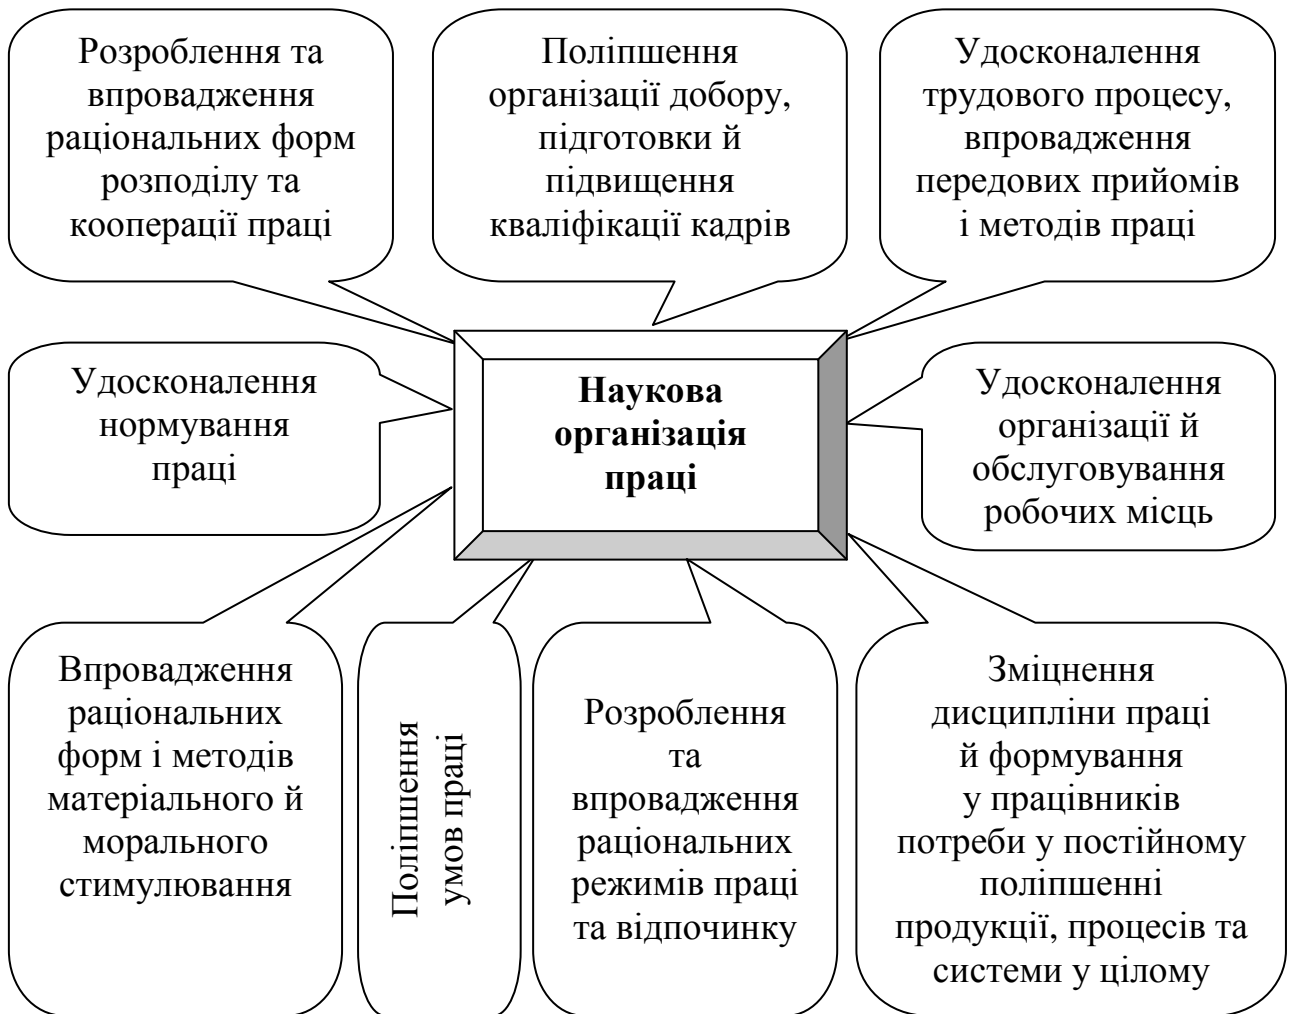 Розроблення та
впровадження
раціональних форм
розподілу та
кооперації праці
Поліпшення
організації добору,
підготовки й
підвищення
кваліфікації кадрів
Удосконалення
трудового процесу,
впровадження
передових прийомів
і методів праці
Удосконалення
нормування
праці
Наукова
організація
праці
Удосконалення
організації й
обслуговування
робочих місць
Впровадження
раціональних
форм і методів
матеріального й
морального
стимулювання
Поліпшення
умов праці
Розроблення
та
впровадження
раціональних
режимів праці
та відпочинку
Зміцнення
дисципліни праці
й формування
у працівників
потреби у постійному
поліпшенні
продукції, процесів та
системи у цілому